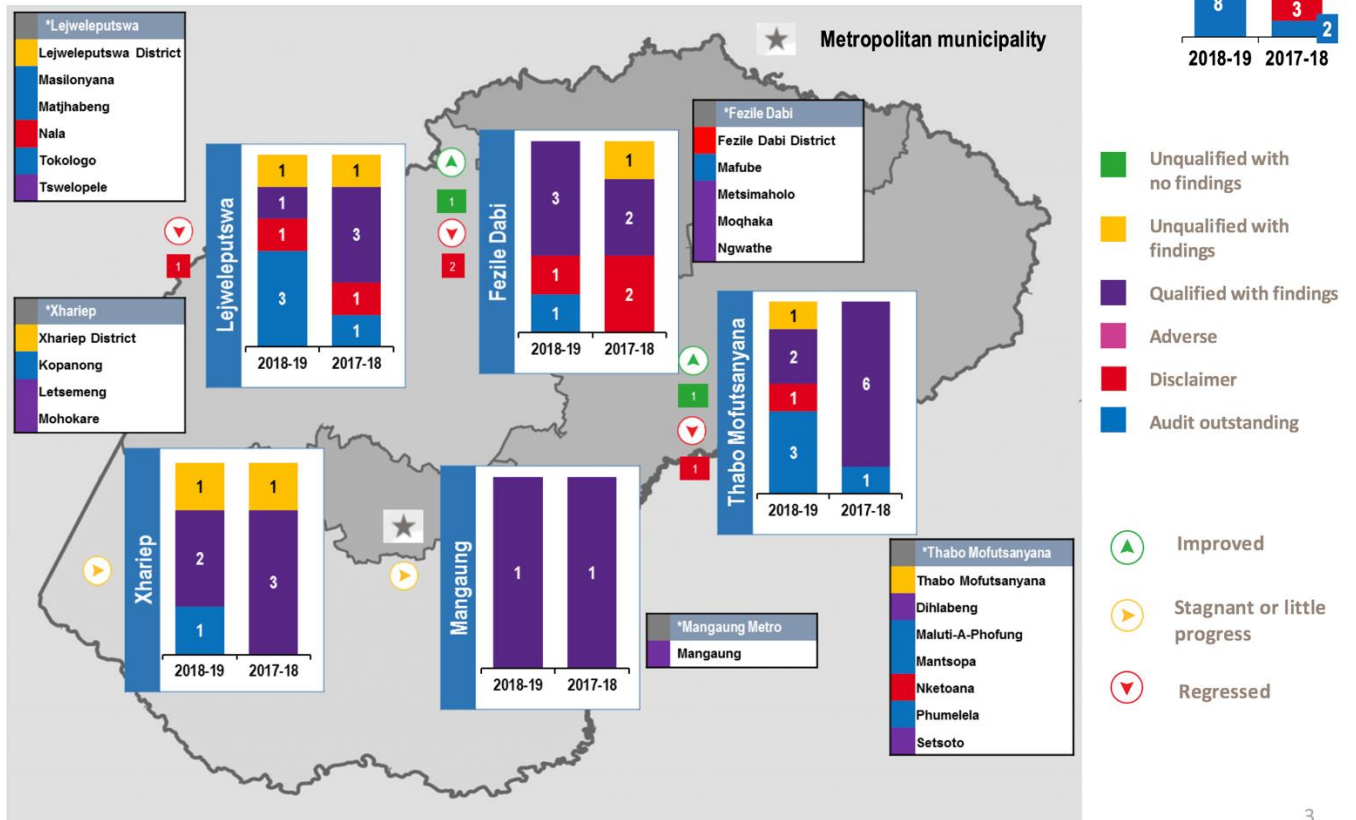 *Lejweleputswa
Lejweleputswa District
Masilonyana
Matjhabeng
Nala
Tokologo
Tswelopele
Metropolitan municipality
8
3
2
2018-19 2017-18
*Fezile Dabi
Fezile Dabi District
Mafube
Metsimaholo
Moqhaka
Ngwathe
Lejweleputswa
1 1
1
1
3
3
1
1
2018-19 2017-18
1
1
2
Fezile Dabi
3
1
1
1
2
2
2018-19 2017-18
Unqualified with
no findings
Unqualified with
findings
Qualified with findings
Adverse
Disclaimer
Audit outstanding
*Xhariep
Xhariep District
Kopanong
Letsemeng
Mohokare
1
1
Thabo Mofutsanyana
1
2
1
3
6
1
2018-19 2017-18
Xhariep
1 1
2
3
1
2018-19 2017-18
Mangaung
1 1
2018-19 2017-18
*Mangaung Metro
Mangaung
*Thabo Mofutsanyana
Thabo Mofutsanyana
Dihlabeng
Maluti-A-Phofung
Mantsopa
Nketoana
Phumelela
Setsoto
Improved
Stagnant or little
progress
Regressed
3